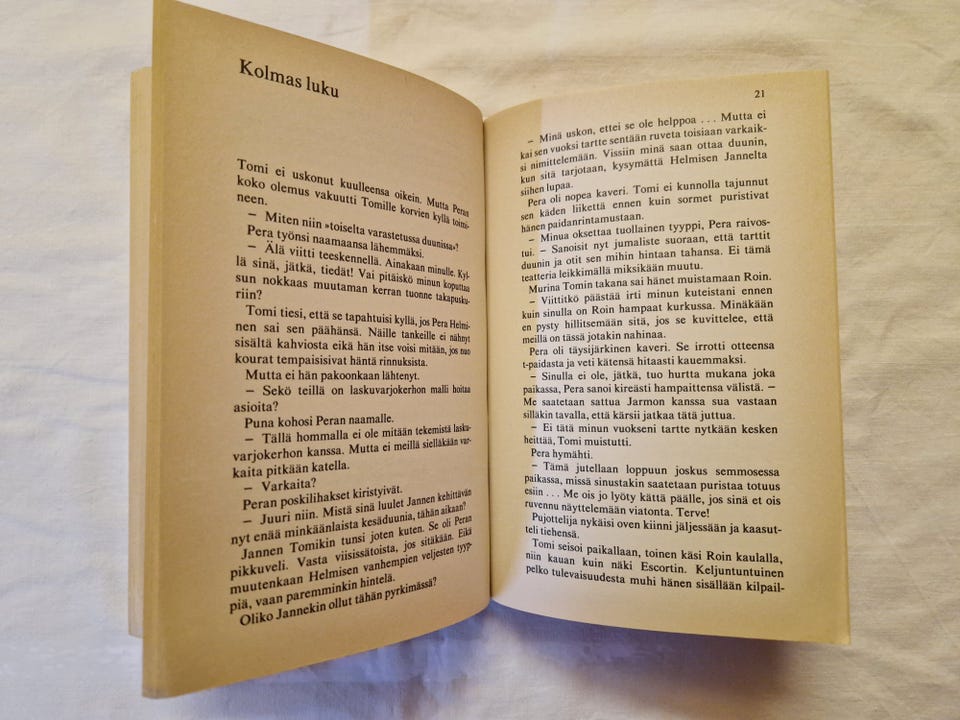 Kolmas luku
Tomi ei uskonut kuulleensa oikein. Mutta Peran
koko olemus vakuutti Tomille korvien kyllä toimi-
neen.
— Miten niin »toiselta varastetussa duunissa»?
Pera työnsi naamaansa lähemmäksi.
— Älä viitti teeskennellä. Ainakaan minulle. Kyl-
lä sinä, jätkä, tiedät! Vai pitäiskö minun koputtaa
sun nokkaas muutaman kerran tuonne takapusku-
riin?
Tomi tiesi, että se tapahtuisi kyllä, jos Pera Helmi-
nen sai sen päähänsä. Näille tankeille ei nähnyt
sisältä kahviosta eikä hän itse voisi mitään, jos nuo
kourat tempaisisivat häntä rinnuksista.
Mutta ei hän pakoonkaan lähtenyt.
— Sekö teillä on laskuvarjokerhon malli hoitaa
asioita?
Puna kohosi Peran naamalle.
— Tällä hommalla ei ole mitään tekemistä lasku-
varjokerhon kanssa. Mutta ei meillä sielläkään var-
kaita pitkään katella.
— Varkaita?
Peran poskilihakset kiristyivät.
— Juuri niin. Mistä sinä luulet Jannen kehittävän
nyt enää minkäänlaista kesäduunia, tähän aikaan?
Jannen Tomikin tunsi joten kuten. Se oli Peran
pikkuveli. Vasta viisissätoista, jos sitäkään. Eikä
muutenkaan Helmisen vanhempien veljesten tyyp-
piä, vaan paremminkin hintelä.
Oliko Jannekin ollut tähän pyrkimässä?
21
— Minä uskon, ettei se ole helppoa . . . Mutta ei
kai sen vuoksi tartte sentään ruveta toisiaan varkaik-
si nimittelemään. Vissiin minä saan ottaa duunin,
kun sitä tarjotaan, kysymättä Helmisen Jannelta
siihen lupaa.
Pera oli nopea kaveri. Tomi ei kunnolla tajunnut
sen käden liikettä ennen kuin sormet puristivat
hänen paidanrintamustaan.
— Minua oksettaa tuollainen tyyppi, Pera raivos-
tui. — Sanoisit nyt jumaliste suoraan, että tarttit
duunin ja otit sen mihin hintaan tahansa. Ei tämä
teatteria leikkimällä miksikään muutu.
Murina Tomin takana sai hänet muistamaan Roin.
— Viittitkö päästää irti minun kuteistani ennen
kuin sinulla on Roin hampaat kurkussa. Minäkään
en pysty hillitsemään sitä, jos se kuvittelee, että
meillä on tässä jotakin nahinaa.
Pera oli täysijärkinen kaveri. Se irrotti otteensa
t-paidasta ja veti kätensä hitaasti kauemmaksi.
— Sinulla ei ole, jätkä, tuo hurtta mukana joka
paikassa, Pera sanoi kireästi hampaittensa välistä. —
Me saatetaan sattua Jarmon kanssa sua vastaan
silläkin tavalla, että kärsii jatkaa tätä juttua.
— Ei tätä minun vuokseni tartte nytkään kesken
heittää, Tomi muistutti.
Pera hymähti.
— Tämä jutellaan loppuun joskus semmosessa
paikassa, missä sinustakin saatetaan puristaa totuus
esiin . . . Me ois jo lyöty kättä päälle, jos sinä et ois
ruvennu näyttelemään viatonta. Terve!
Pujottelija nykäisi oven kiinni jäljessään ja kaasut-
teli tiehensä.
Tomi seisoi paikallaan, toinen käsi Roin kaulalla,
niin kauan kuin näki Escortin. Keljuntuntuinen
pelko tulevaisuudesta muhi hänen sisällään kilpail-